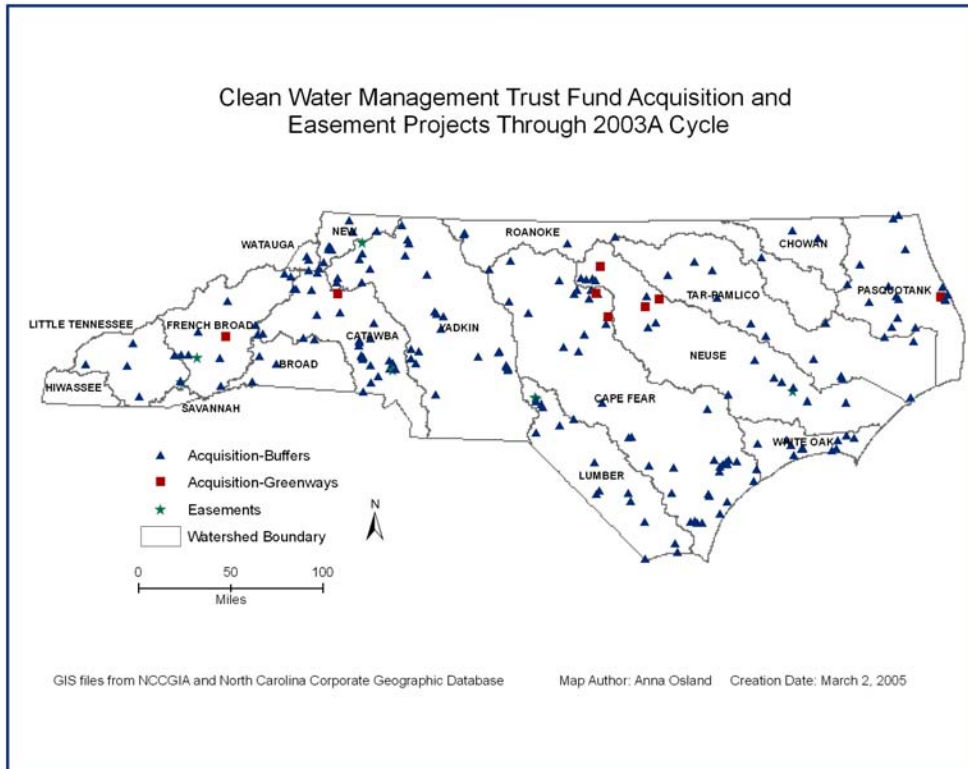 Clean Water Management Trust Fund Acquisition and
Easement Projects Through 2003A Cycle
NEW
ROANOKE
WATAUGA
CHOWAN
PASQUOTANK
TAR-PAMLICO
LITTLE TENNESSEE
FRENCH BROAD
CATAWBA
YADKIN
NEUSE
BROAD
HIWASSEE
SAVANNAH
CAPE FEAR
WHITE OAK
LUMBER
Acquisition-Buffers
Acquisition-Greenways
Easements
Watershed Boundary
N
0 50 100
Miles
GIS files from NCCGIA and North Carolina Corporate Geographic Database Map Author: Anna Osland Creation Date: March 2, 2005